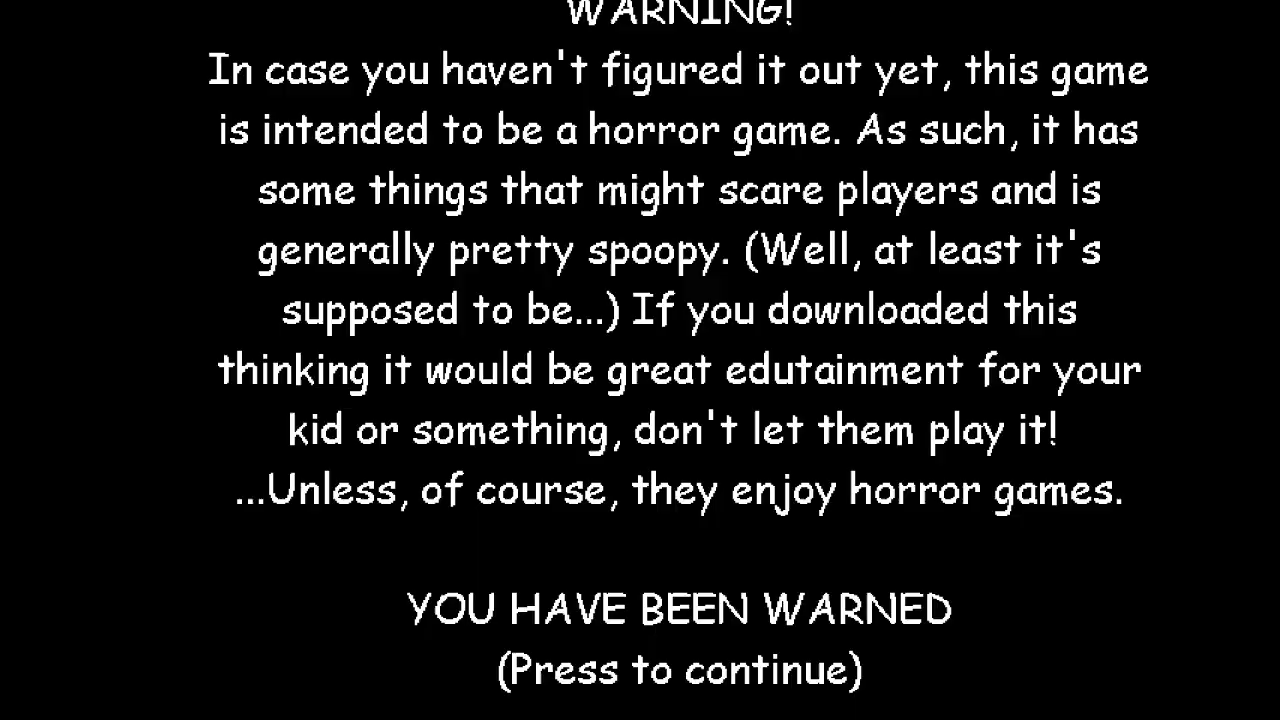 WARNING!
In case you haven't figured it out yet, this game
is intended to be a horror game. As such, it has
some things that might scare players and is
generally pretty spoopy. (Well, at least it's
supposed to be...) If you downloaded this
thinking it would be great edutainment for your
kid or something, don't let them play it!
...Unless, of course, they enjoy horror games.
YOU HAVE BEEN WARNED
(Press to continue)